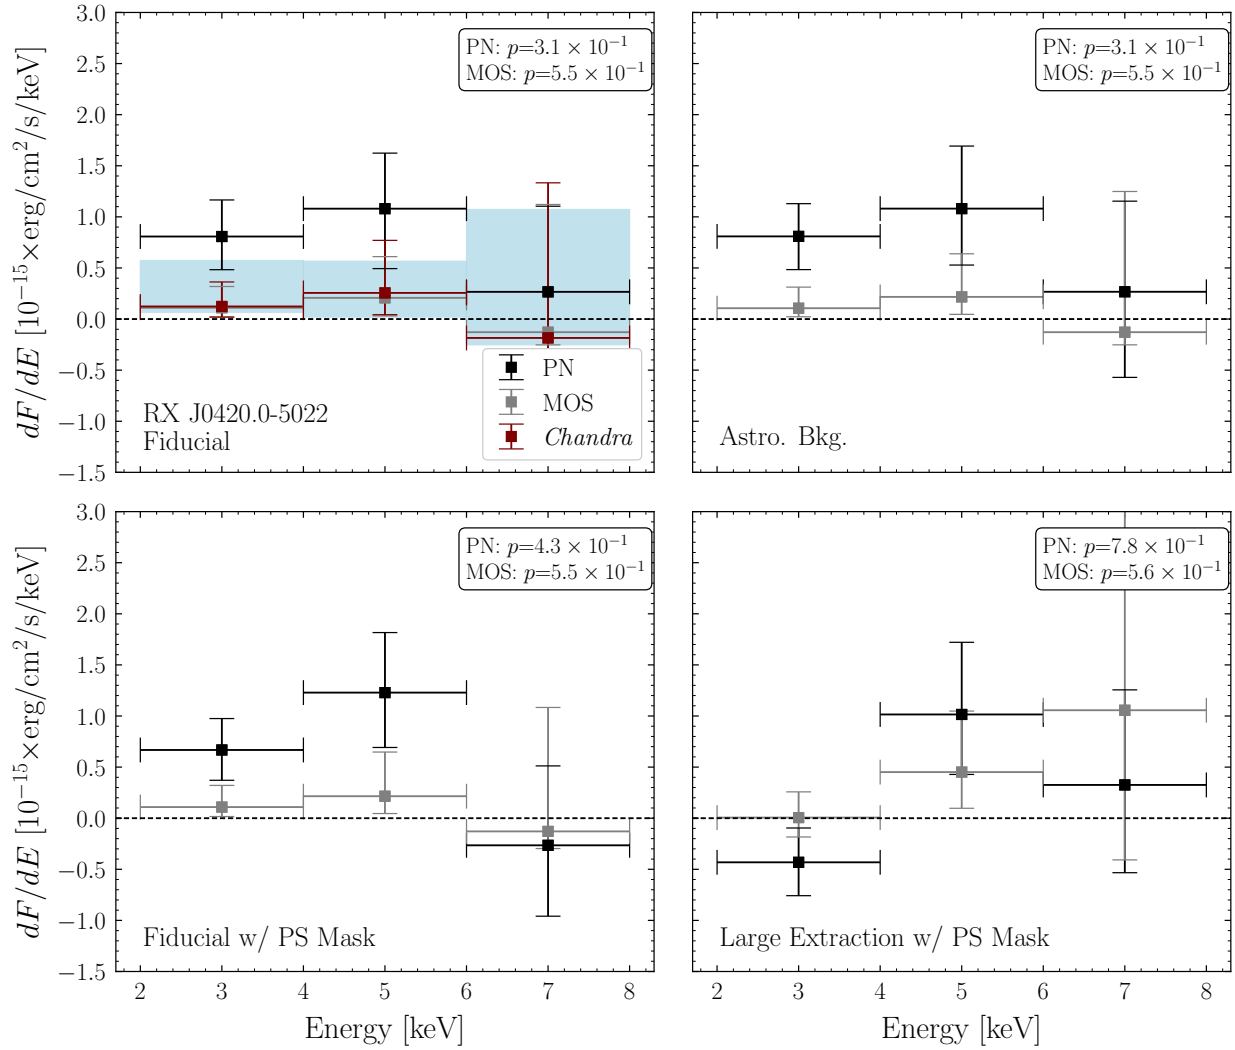 3.0
2.5
2.0
1.5
1.0
0.5
0.0
−0.5
−1.0
−1.5
dF/dE [10⁻¹⁵×erg/cm²/s/keV]
PN: p=3.1 × 10⁻¹
MOS: p=5.5 × 10⁻¹
RX J0420.0-5022
Fiducial
PN
MOS
Chandra
PN: p=3.1 × 10⁻¹
MOS: p=5.5 × 10⁻¹
Astro. Bkg.
3.0
2.5
2.0
1.5
1.0
0.5
0.0
−0.5
−1.0
−1.5
dF/dE [10⁻¹⁵×erg/cm²/s/keV]
PN: p=4.3 × 10⁻¹
MOS: p=5.5 × 10⁻¹
Fiducial w/ PS Mask
2 3 4 5 6 7 8
Energy [keV]
PN: p=7.8 × 10⁻¹
MOS: p=5.6 × 10⁻¹
Large Extraction w/ PS Mask
2 3 4 5 6 7 8
Energy [keV]